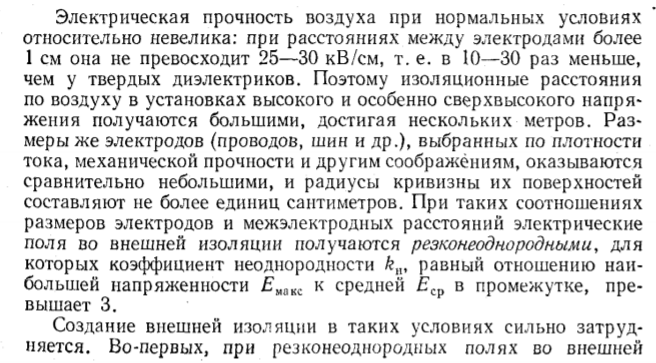 Электрическая прочность воздуха при нормальных условиях
относительно невелика: при расстояниях между электродами более
1 см она не превосходит 25—30 кВ/см, т. е. в 10—30 раз меньше,
чем у твердых диэлектриков. Поэтому изоляционные расстояния
по воздуху в установках высокого и особенно сверхвысокого напря-
жения получаются большими, достигая нескольких метров. Раз-
меры же электродов (проводов, шин и др.), выбранных по плотности
тока, механической прочности и другим соображениям, оказываются
сравнительно небольшими, и радиусы кривизны их поверхностей
составляют не более единиц сантиметров. При таких соотношениях
размеров электродов и межэлектродных расстояний электрические
поля во внешней изоляции получаются резконеоднородными, для
которых коэффициент неоднородности kн, равный отношению наи-
большей напряженности Eмакс к средней Eср в промежутке, пре-
вышает 3.
Создание внешней изоляции в таких условиях сильно затруд-
няется. Во-первых, при резконеоднородных полях во внешней